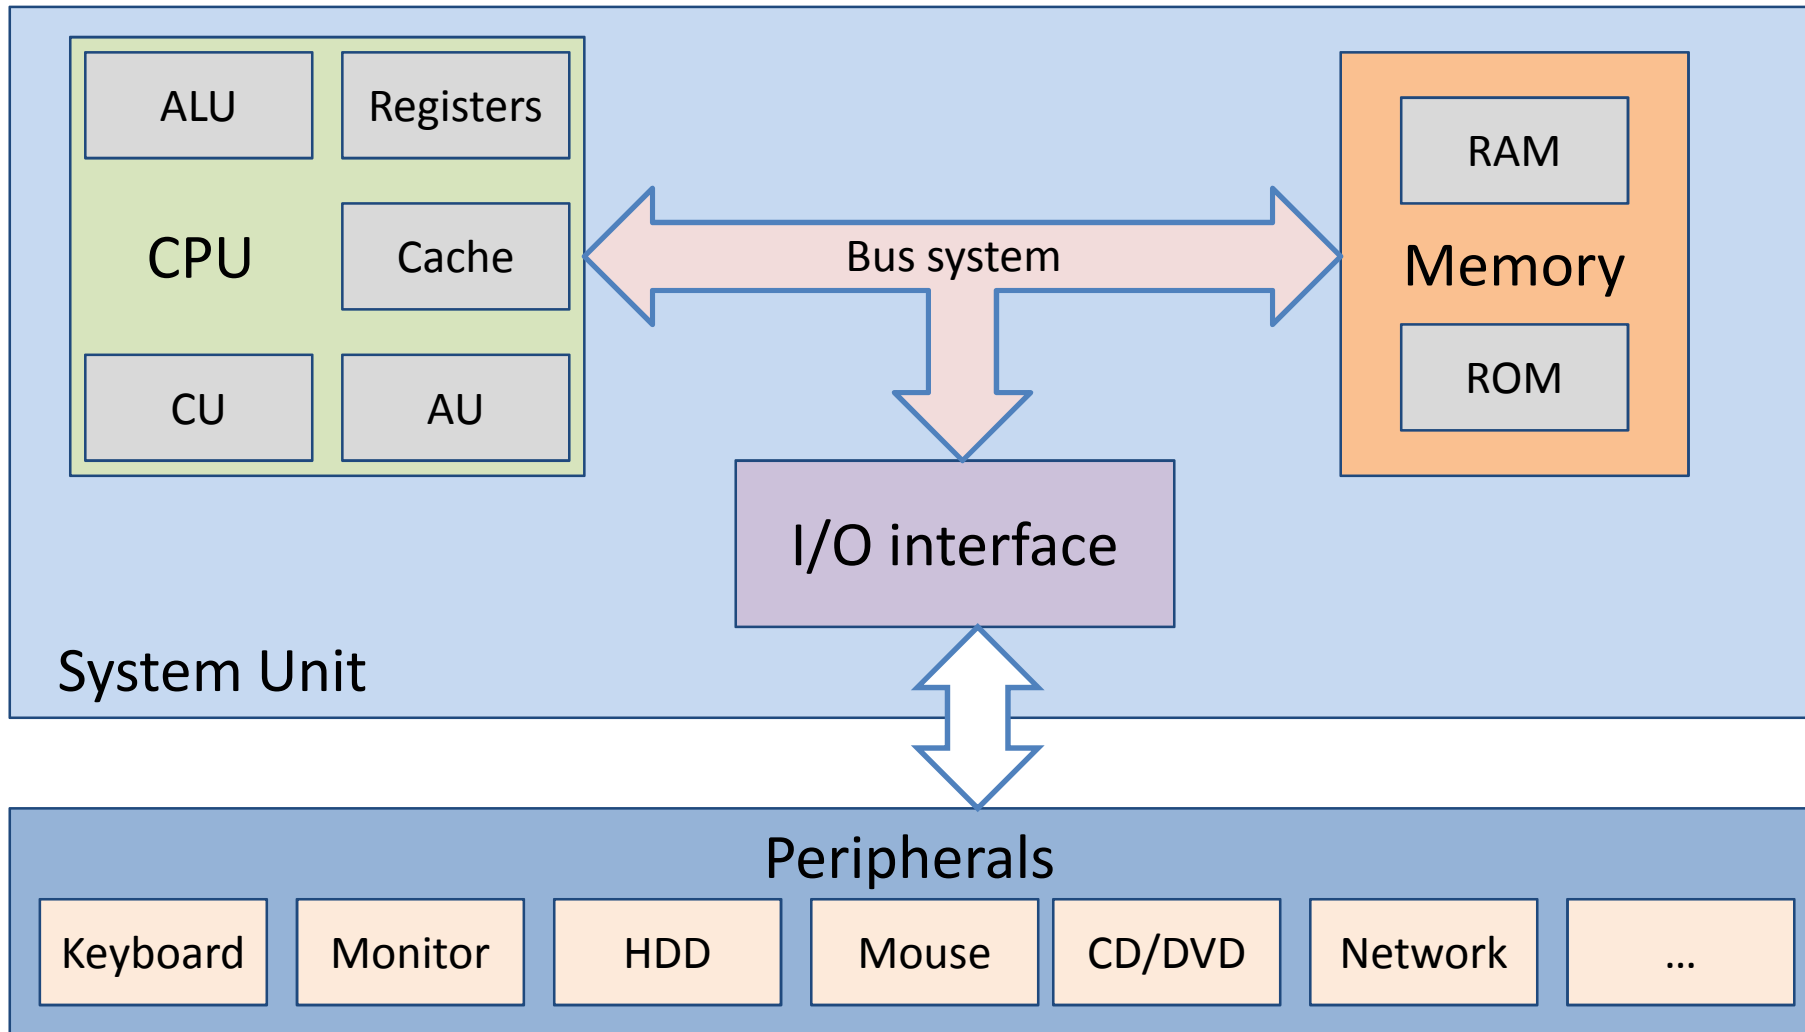 ALU
Registers
CPU
Cache
CU
AU
Bus system
RAM
Memory
ROM
I/O interface
System Unit
Peripherals
Keyboard
Monitor
HDD
Mouse
CD/DVD
Network
...